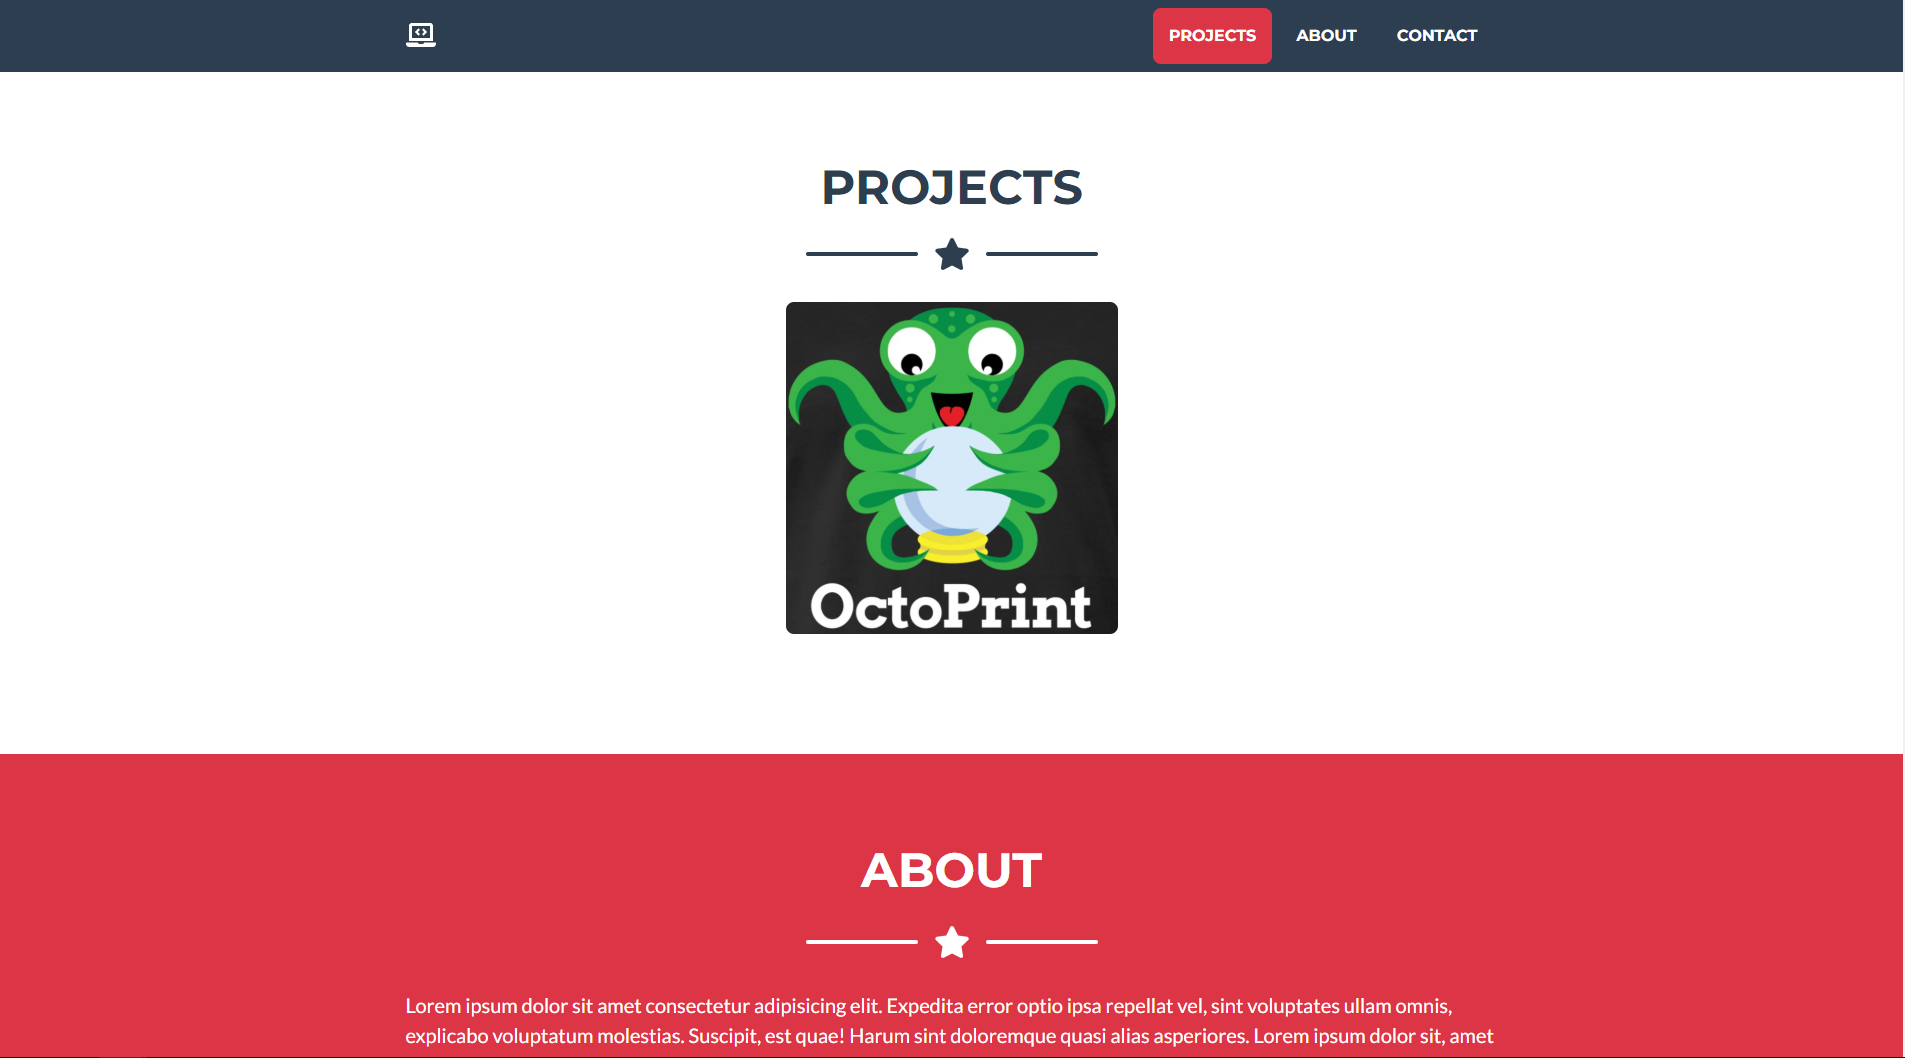 PROJECTS ABOUT CONTACT
PROJECTS
OctoPrint
ABOUT
Lorem ipsum dolor sit amet consectetur adipisicing elit. Expedita error optio ipsa repellat vel, sint voluptates ullam omnis,
explicabo voluptatum molestias. Suscipit, est quae! Harum sint doloremque quasi alias asperiores. Lorem ipsum dolor sit, amet